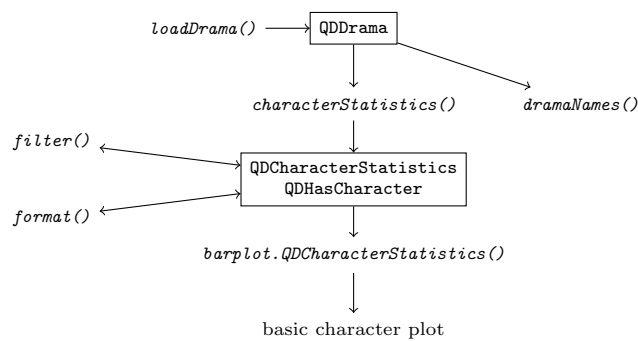 loadDrama()
QDDrama
characterStatistics()
dramaNames()
filter()
QDCharacterStatistics
QDHasCharacter
format()
barplot.QDCharacterStatistics()
basic character plot